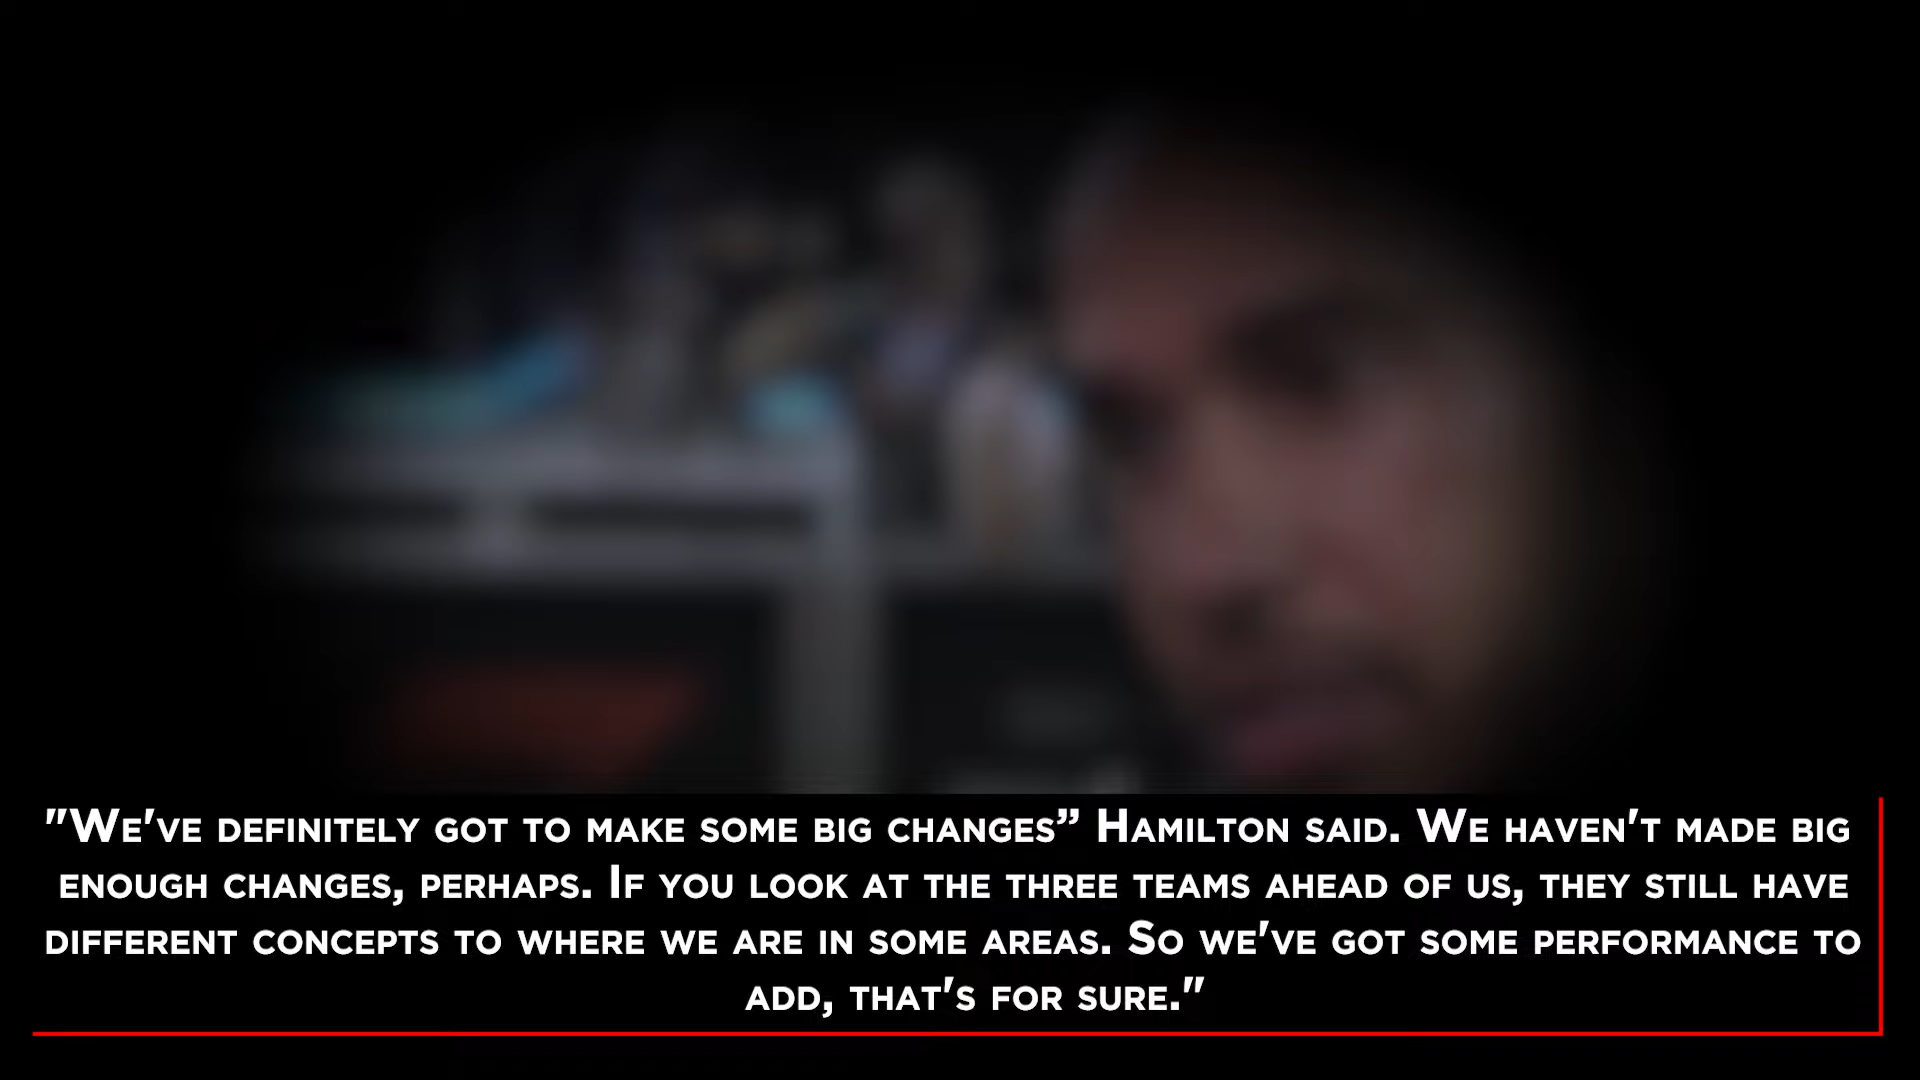 "We've definitely got to make some big changes” Hamilton said. We haven't made big
enough changes, perhaps. If you look at the three teams ahead of us, they still have
different concepts to where we are in some areas. So we've got some performance to
add, that's for sure."